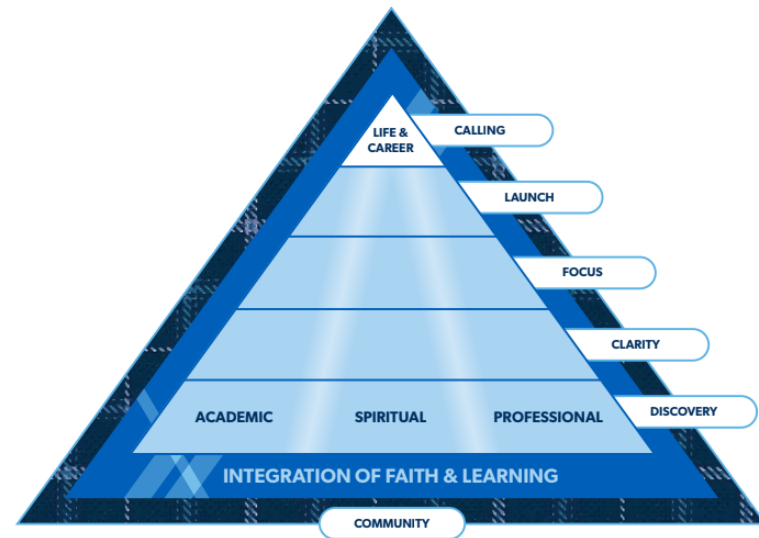 LIFE &
CAREER
CALLING
LAUNCH
FOCUS
CLARITY
ACADEMIC SPIRITUAL PROFESSIONAL DISCOVERY
INTEGRATION OF FAITH & LEARNING
COMMUNITY